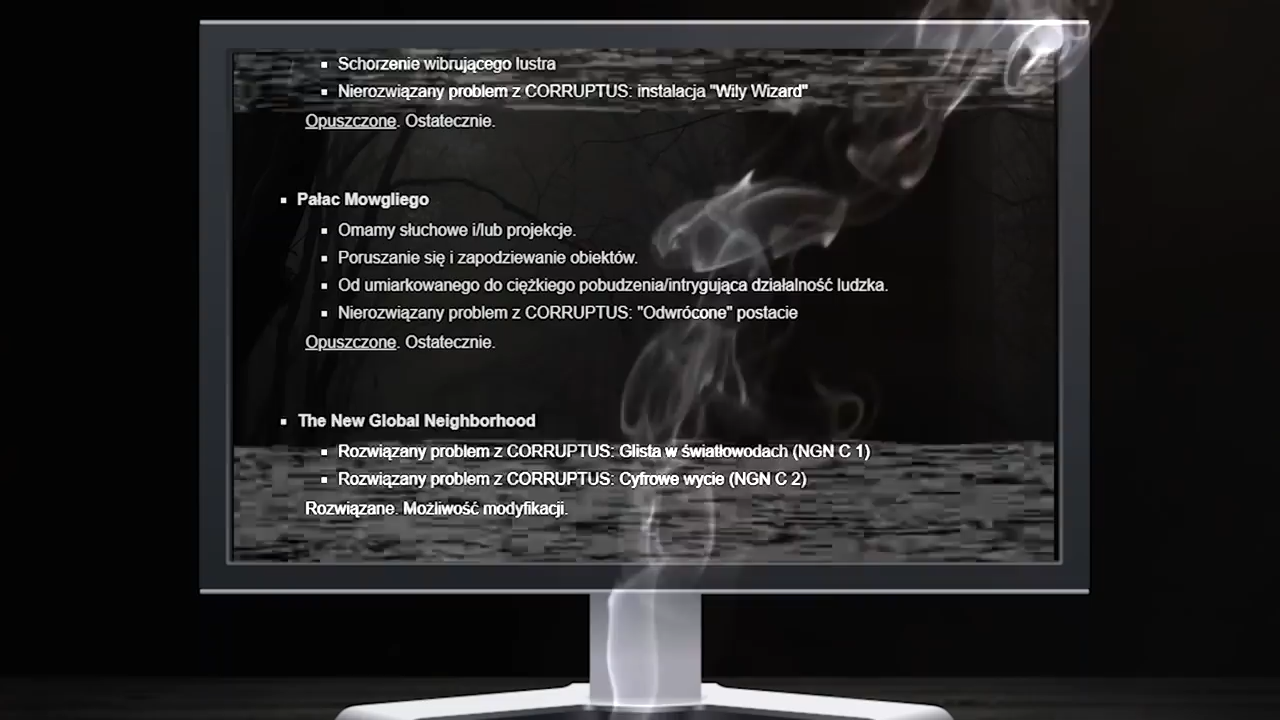 Schorzenie wibrującego lustra
Nierozwiązany problem z CORRUPTUS: instalacja "Wily Wizard"
Opuszczone. Ostatecznie.
Pałac Mowgliego
Omamy słuchowe i/lub projekcje.
Poruszanie się i zapodziewanie obiektów.
Od umiarkowanego do ciężkiego pobudzenia/intrygująca działalność ludzka.
Nierozwiązany problem z CORRUPTUS: "Odwrócone" postacie
Opuszczone. Ostatecznie.
The New Global Neighborhood
Rozwiązany problem z CORRUPTUS: Glista w światłowodach (NGN C 1)
Rozwiązany problem z CORRUPTUS: Cyfrowe wycie (NGN C 2)
Rozwiązane. Możliwość modyfikacji.